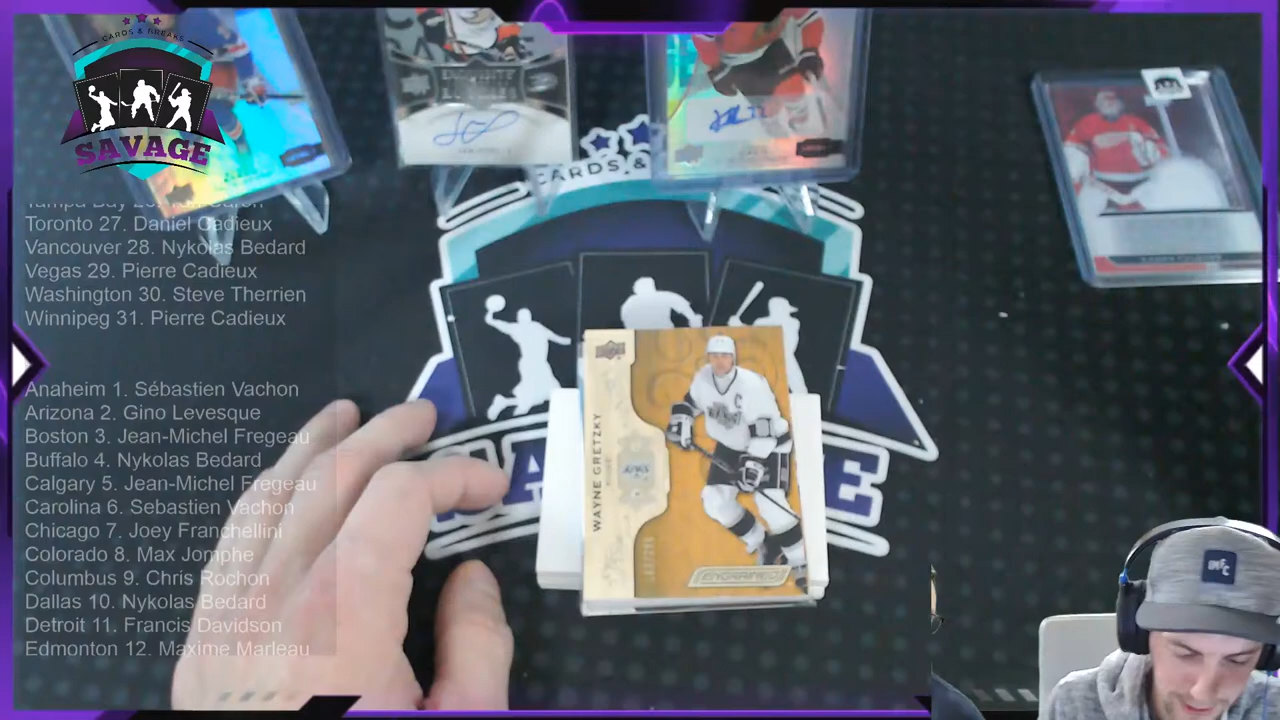 CARDS & BREAKS
SAVAGE
Toronto 27. Daniel Cadieux
Vancouver 28. Nykolas Bedard
Vegas 29. Pierre Cadieux
Washington 30. Steve Therrien
Winnipeg 31. Pierre Cadieux
Anaheim 1. Sébastien Vachon
Arizona 2. Gino Levesque
Boston 3. Jean-Michel Fregeau
Buffalo 4. Nykolas Bedard
Calgary 5. Jean-Michel Fregeau
Carolina 6. Sebastien Vachon
Chicago 7. Joey Franchellini
Colorado 8. Max Jomphe
Columbus 9. Chris Rochon
Dallas 10. Nykolas Bedard
Detroit 11. Francis Davidson
Edmonton 12. Maxime Marleau
CARDS &
WAYNE GRETZKY
KINGS
C
ENGRAINED